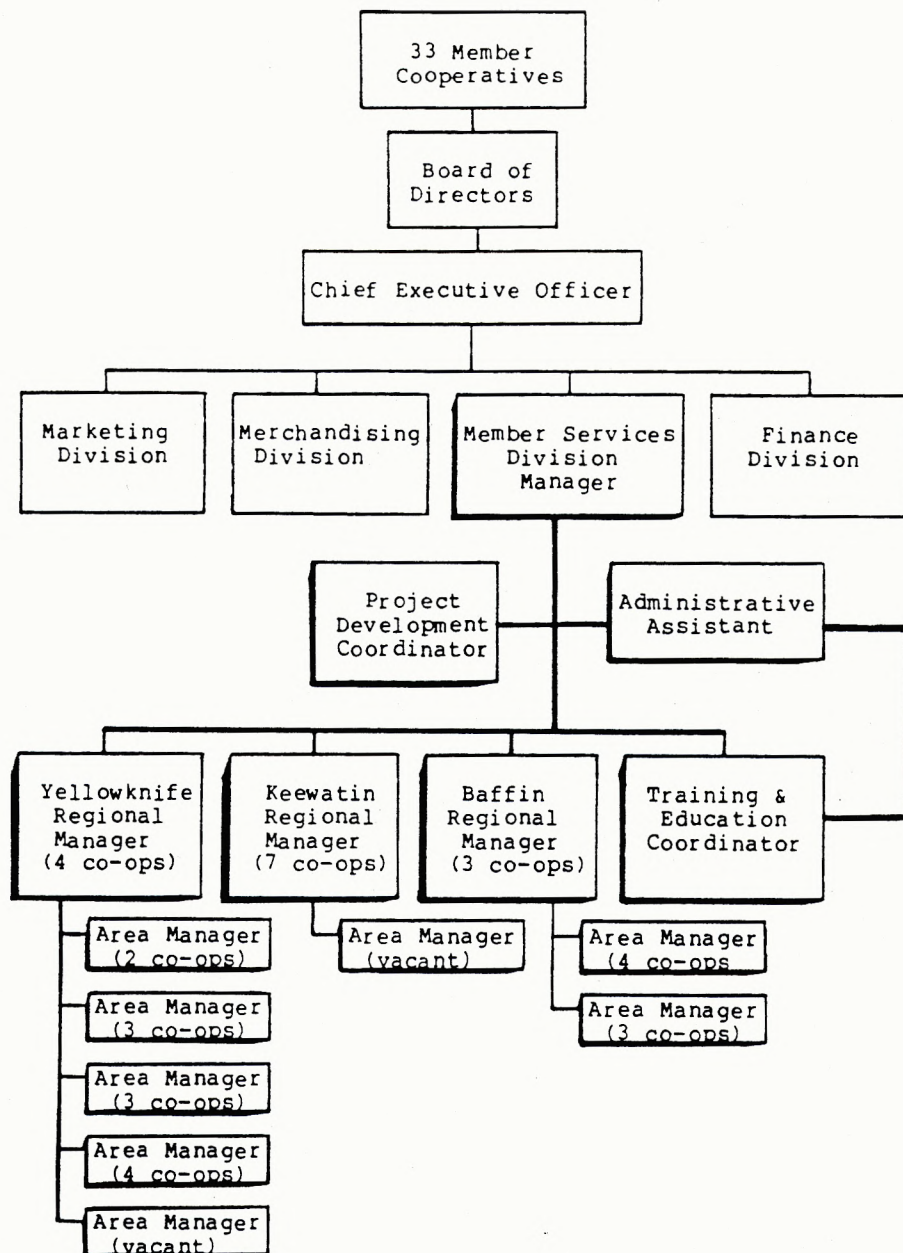 33 Member
Cooperatives
Board of
Directors
Chief Executive Officer
Marketing
Division
Merchandising
Division
Member Services
Division
Manager
Finance
Division
Project
Development
Coordinator
Administrative
Assistant
Yellowknife
Regional
Manager
(4 co-ops)
Keewatin
Regional
Manager
(7 co-ops)
Baffin
Regional
Manager
(3 co-ops)
Training &
Education
Coordinator
Area Manager
(2 co-ops)
Area Manager
(3 co-ops)
Area Manager
(3 co-ops)
Area Manager
(4 co-ops)
Area Manager
(vacant)
Area Manager
(vacant)
Area Manager
(4 co-ops
Area Manager
(3 co-ops)